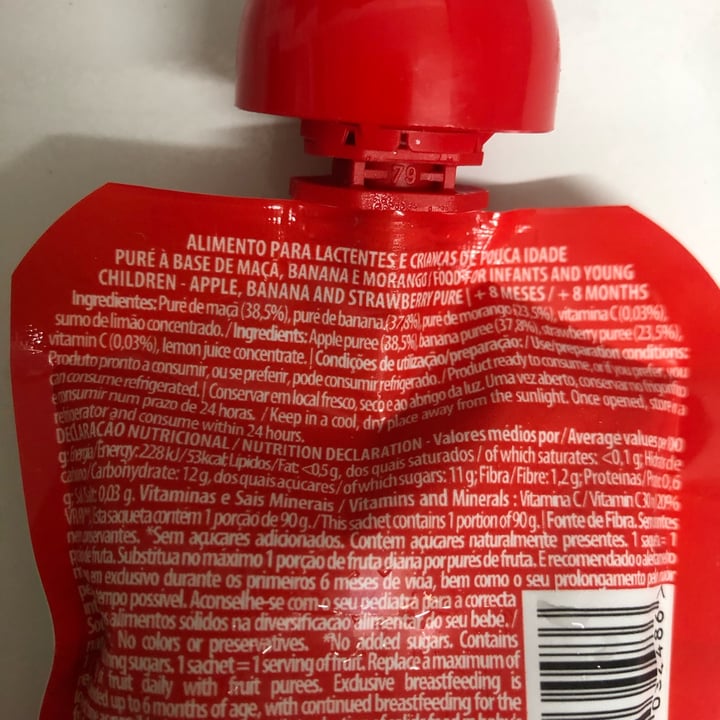 79
ALIMENTO PARA LACTENTES E CRIANÇAS DE POUCA IDADE
PURÉ À BASE DE MAÇÃ, BANANA E MORANGO / FOOD FOR INFANTS AND YOUNG
CHILDREN - APPLE, BANANA AND STRAWBERRY PURE | + 8 MESES / + 8 MONTHS
Ingredientes: Puré de maçã (38,5%), puré de banana (37,8%), puré de morango (23,5%), vitamina C (0,03%),
sumo de limão concentrado. / Ingredients: Apple puree (38,5%), banana puree (37,8%), strawberry puree (23,5%),
vitamin C (0,03%), lemon juice concentrate. | Condições de utilização/preparação: / Use/preparation conditions:
Produto pronto a consumir, ou se preferir, pode consumir refrigerado. / Product ready to consume, or if you prefer, you
can consume refrigerated. | Conservar em local fresco, seco e ao abrigo da luz. Uma vez aberto, conservar no frigorífico
e consumir num prazo de 24 horas. / Keep in a cool, dry place away from the sunlight. Once opened, store in a
refrigerator and consume within 24 hours.
DECLARAÇÃO NUTRICIONAL / NUTRITION DECLARATION - Valores médios por / Average values per 100
g: Energia/Energy: 228 kJ / 53kcal; Lípidos / Fat: <0,5 g, dos quais saturados / of which saturates: <0,1 g; Hidratos de
carbono/Carbohydrate: 12 g, dos quais açúcares / of which sugars: 11 g; Fibra / Fibre: 1,2 g; Proteínas / 0,6
g; Sal/Salt: 0,03 g. Vitaminas e Sais Minerais / Vitamins and Minerals : Vitamina C / Vitamin C
Esta saqueta contém 1 porção de 90 g. / This sachet contains 1 portion of 90 g. | Fonte de Fibra. Sem
conservantes. *Sem açúcares adicionados. Contém açúcares naturalmente presentes. 1 saq = 1
de fruta. Substitua no máximo 1 porção de fruta diária por purés de fruta. É recomendado o
exclusivo durante os primeiros 6 meses de vida, bem como o seu prolongamento pelo
tempo possível. Aconselhe-se com o seu pediatra para a correcta
alimentos sólidos na diversificação alimentar do seu bebé. /
No colors or preservatives. *No added sugars. Contains
sugars. 1 sachet = 1 serving of fruit. Replace a maximum of
fruit daily with fruit purees. Exclusive breastfeeding is
up to 6 months of age, with continued breastfeeding for the